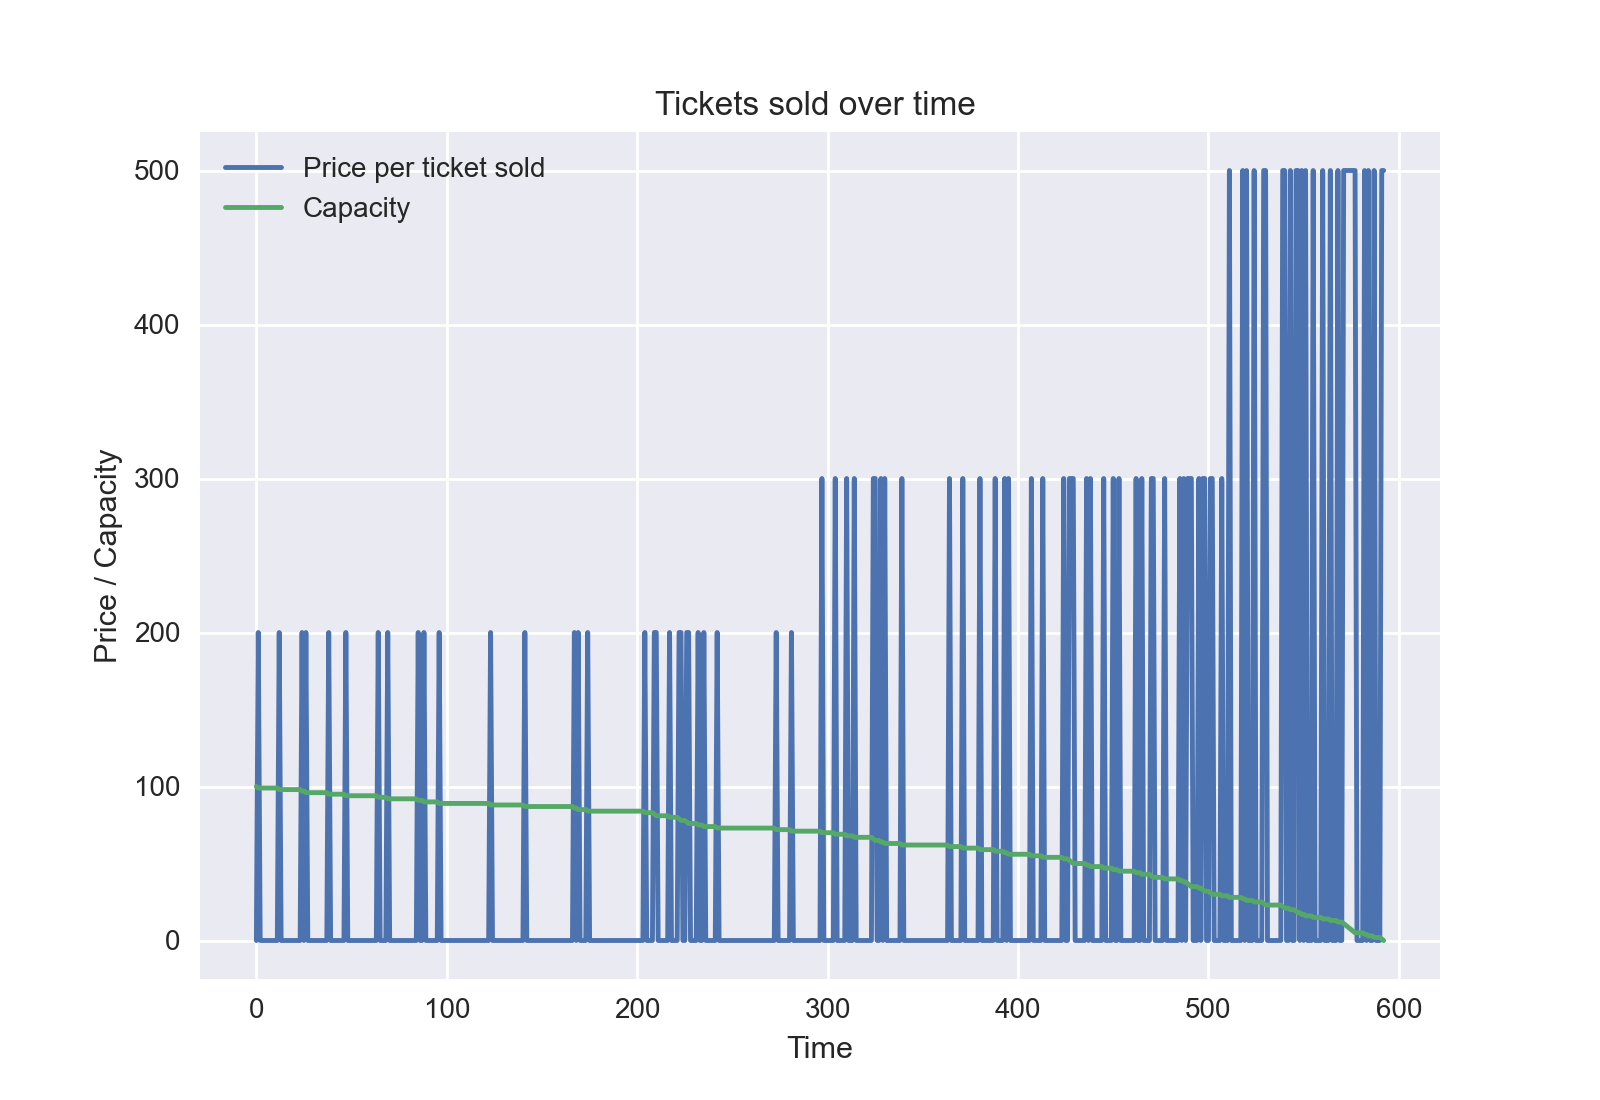 Tickets sold over time
Price per ticket sold
Capacity
500
400
300
200
100
0
Price / Capacity
0 100 200 300 400 500 600
Time